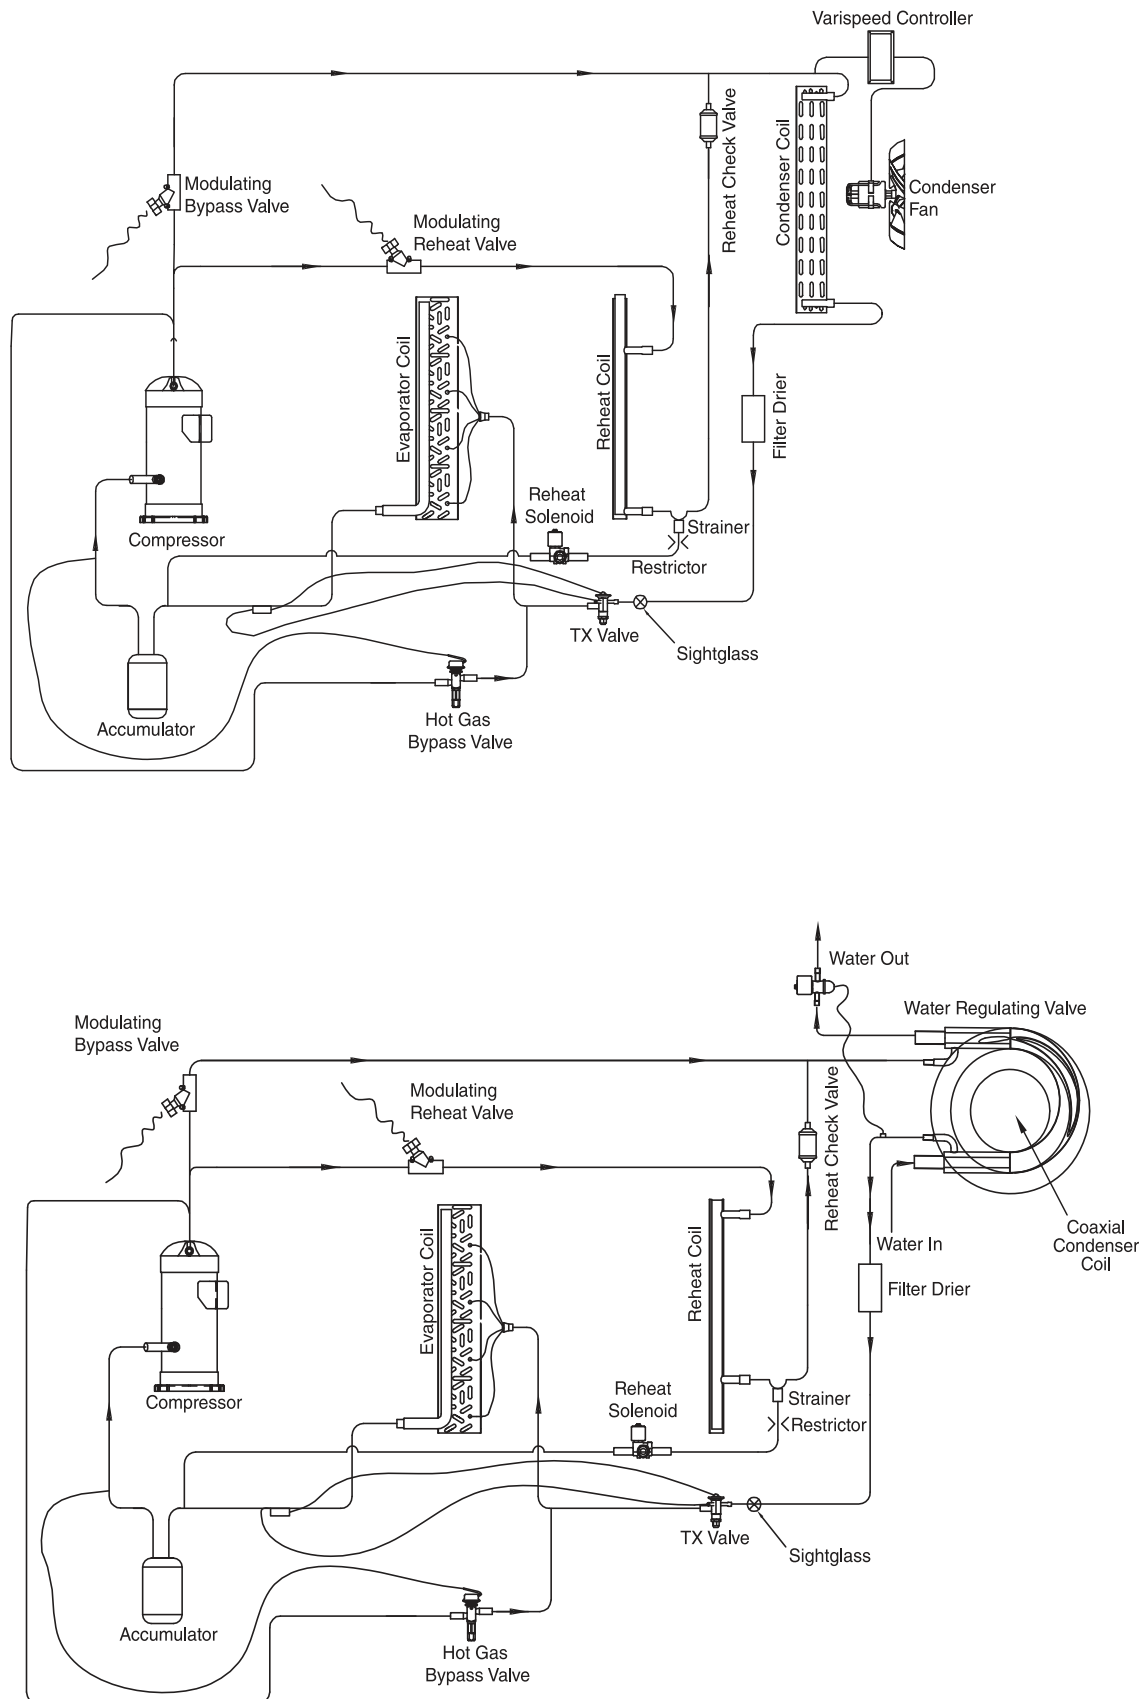 Varispeed Controller
Reheat Check Valve
Condenser Coil
Modulating
Bypass Valve
Modulating
Reheat Valve
Condenser
Fan
Evaporator Coil
Reheat Coil
Filter Drier
Reheat
Solenoid
Strainer
Compressor
Restrictor
TX Valve
Sightglass
Accumulator
Hot Gas
Bypass Valve
Water Out
Water Regulating Valve
Modulating
Bypass Valve
Modulating
Reheat Valve
Reheat Check Valve
Evaporator Coil
Reheat Coil
Water In
Coaxial
Condenser
Coil
Filter Drier
Compressor
Reheat
Solenoid
Strainer
Restrictor
TX Valve
Sightglass
Accumulator
Hot Gas
Bypass Valve